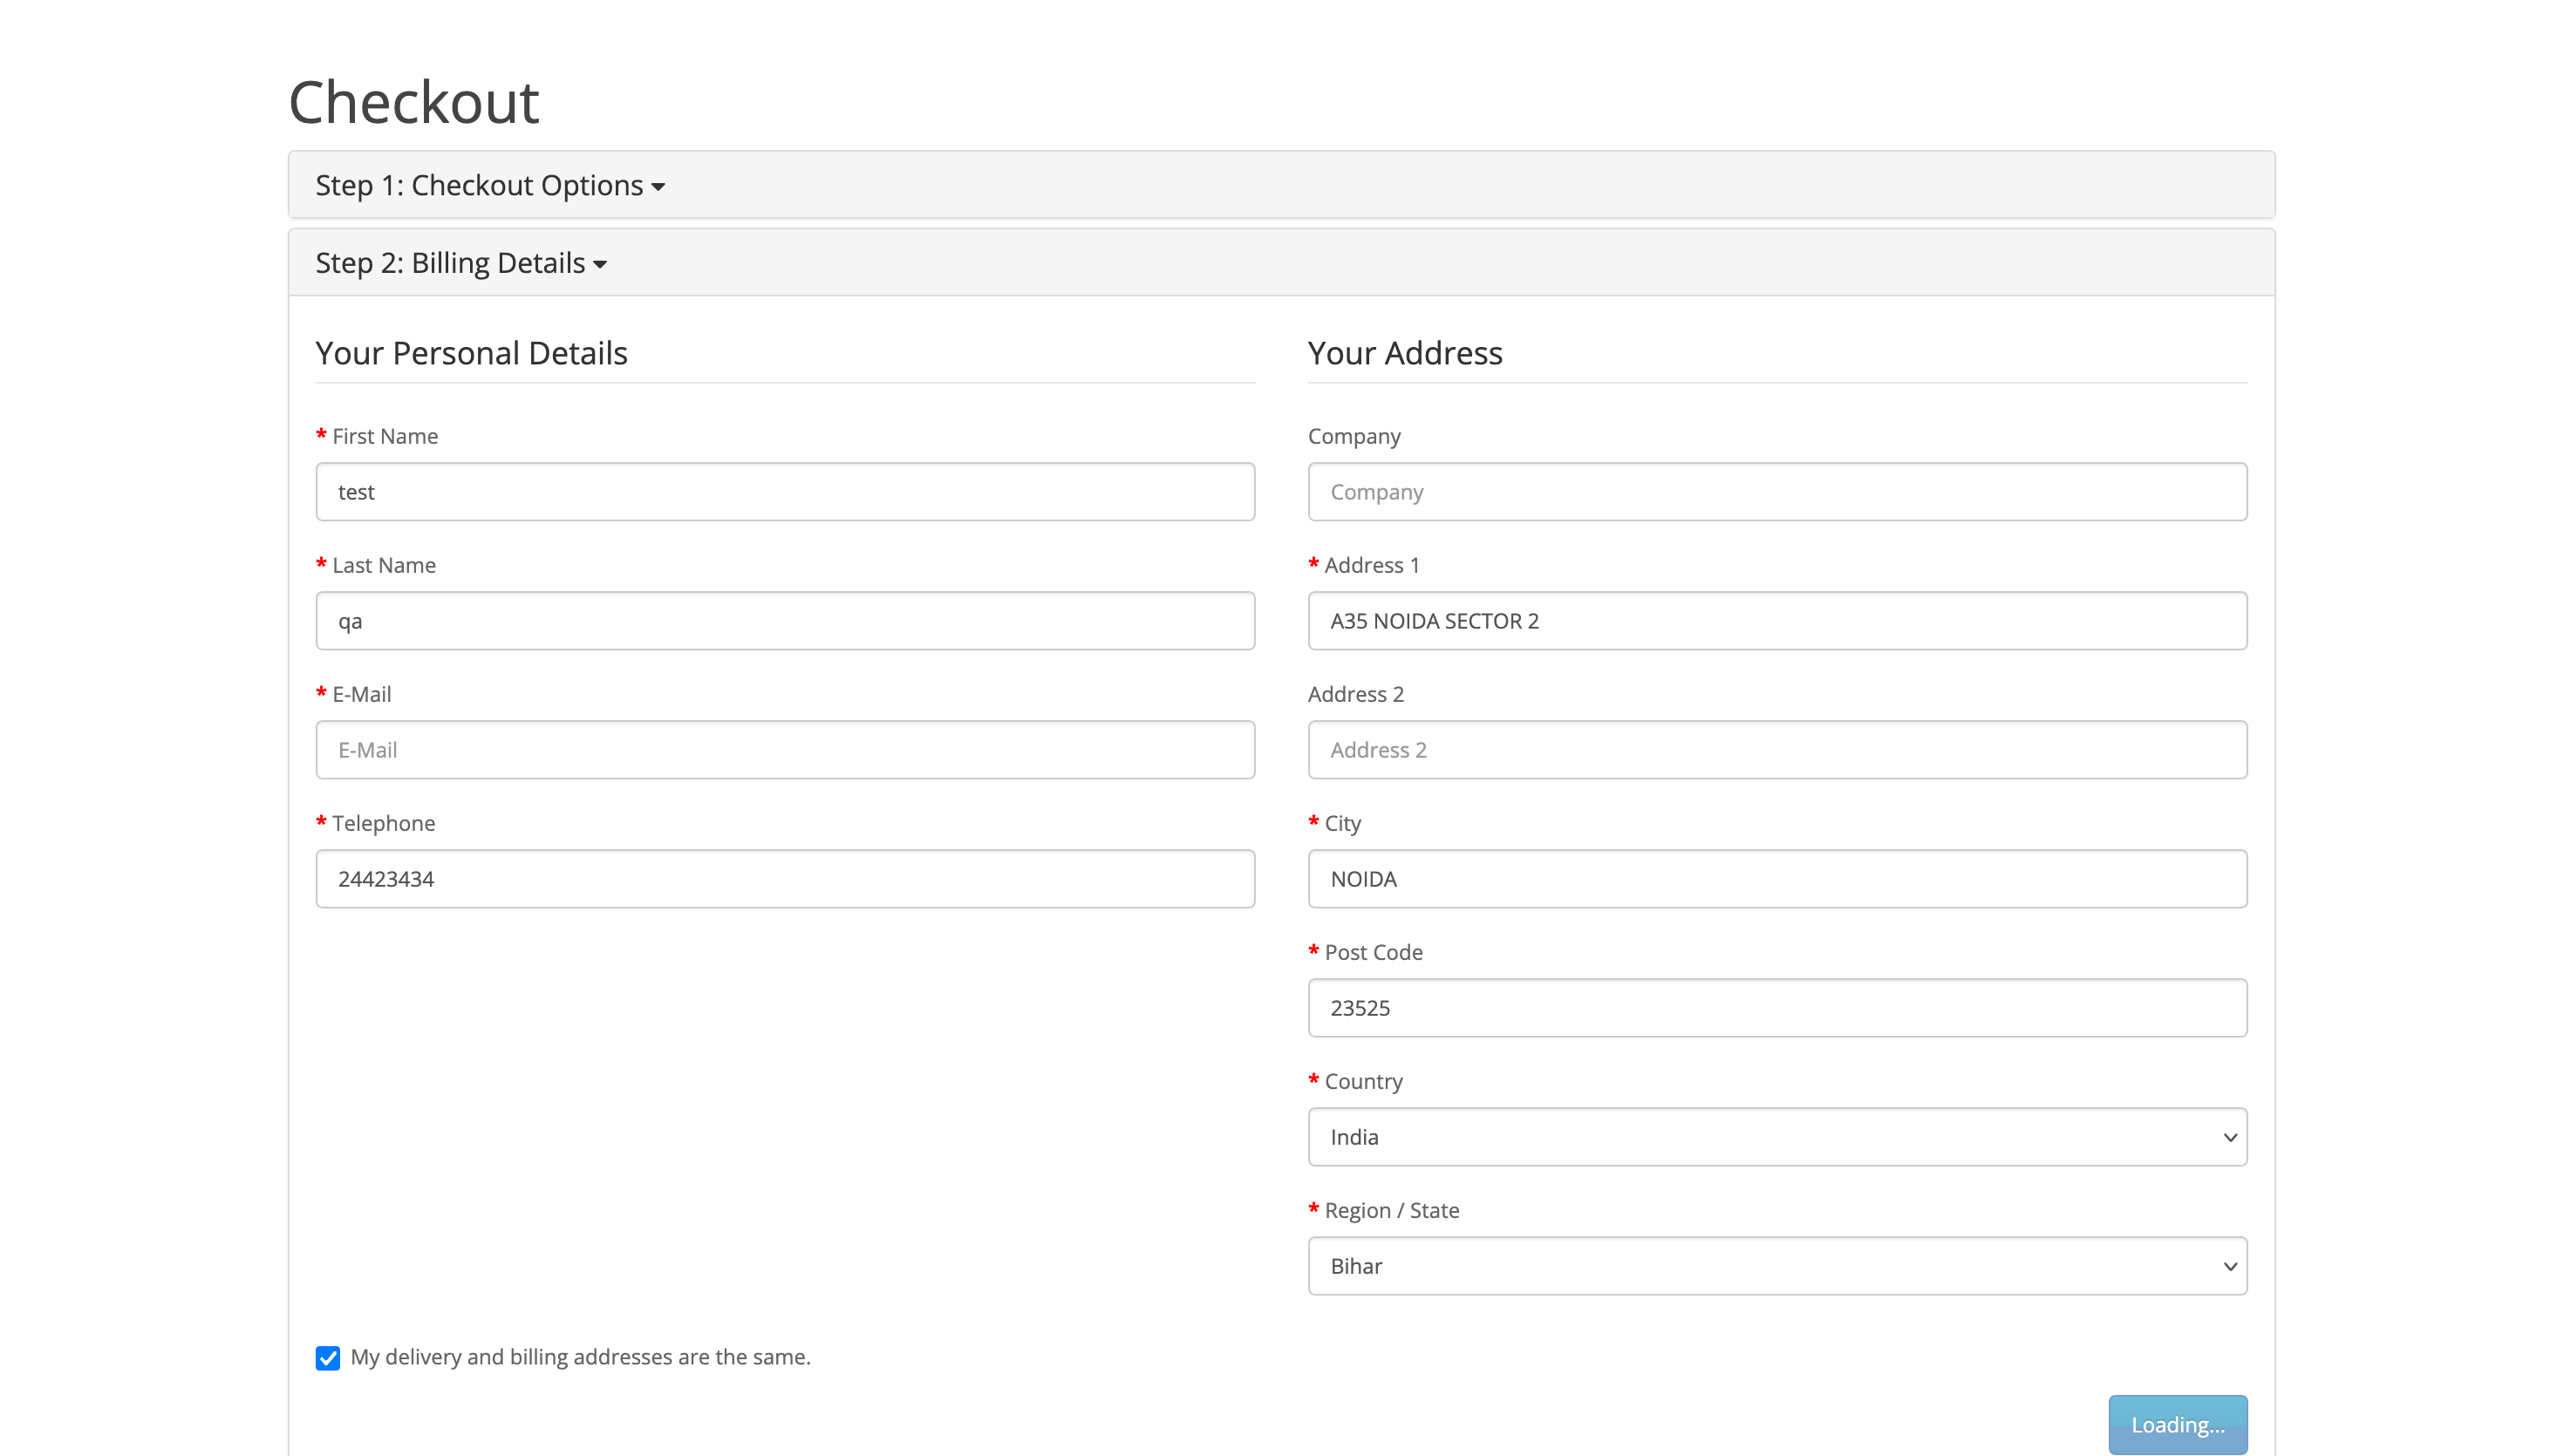 Checkout
Step 1: Checkout Options
Step 2: Billing Details
Your Personal Details
* First Name
test
* Last Name
qa
* E-Mail
E-Mail
* Telephone
24423434
Your Address
Company
Company
* Address 1
A35 NOIDA SECTOR 2
Address 2
Address 2
* City
NOIDA
* Post Code
23525
* Country
India
* Region / State
Bihar
My delivery and billing addresses are the same.
Loading...